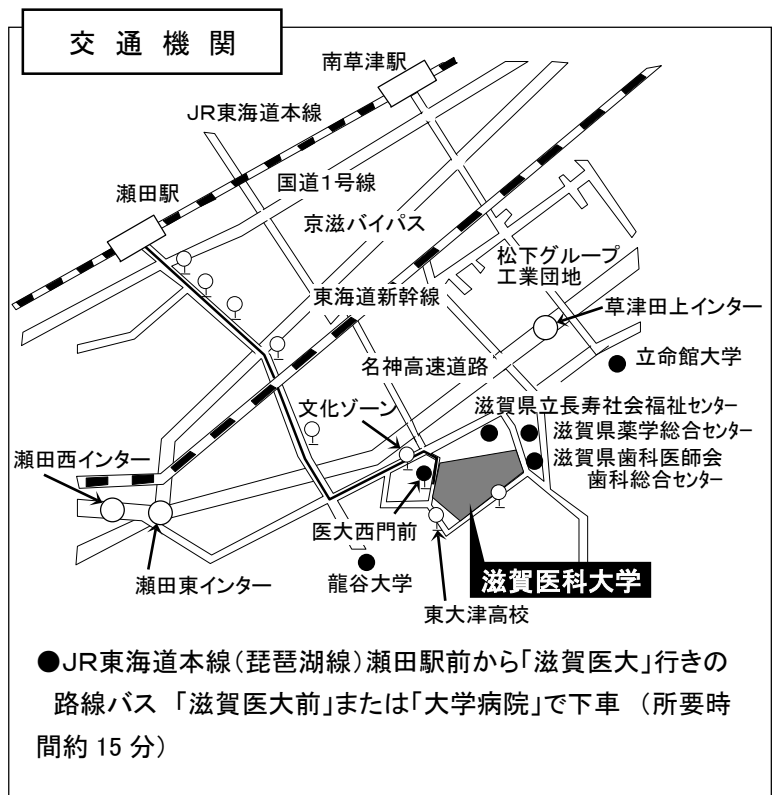 交通機関
南草津駅
JR東海道本線
国道1号線
瀬田駅
京滋バイパス
松下グループ
工業団地
東海道新幹線
草津田上インター
名神高速道路
立命館大学
文化ゾーン
滋賀県立長寿社会福祉センター
滋賀県薬学総合センター
瀬田西インター
滋賀県歯科医師会
歯科総合センター
医大西門前
瀬田東インター
龍谷大学
滋賀医科大学
東大津高校
●JR東海道本線(琵琶湖線)瀬田駅前から「滋賀医大」行きの
路線バス 「滋賀医大前」または「大学病院」で下車 (所要時
間約 15 分)